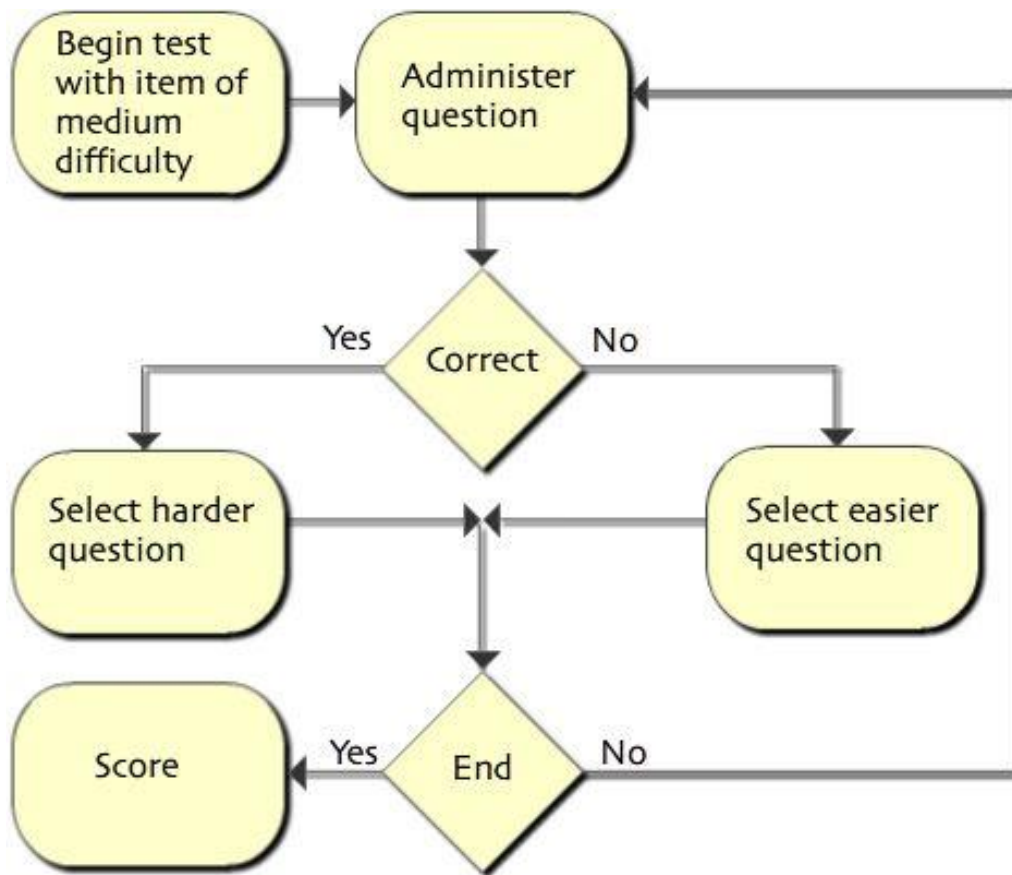 Begin test
with item of
medium
difficulty
Administer
question
Yes
No
Correct
Select harder
question
Select easier
question
Score
Yes
End
No